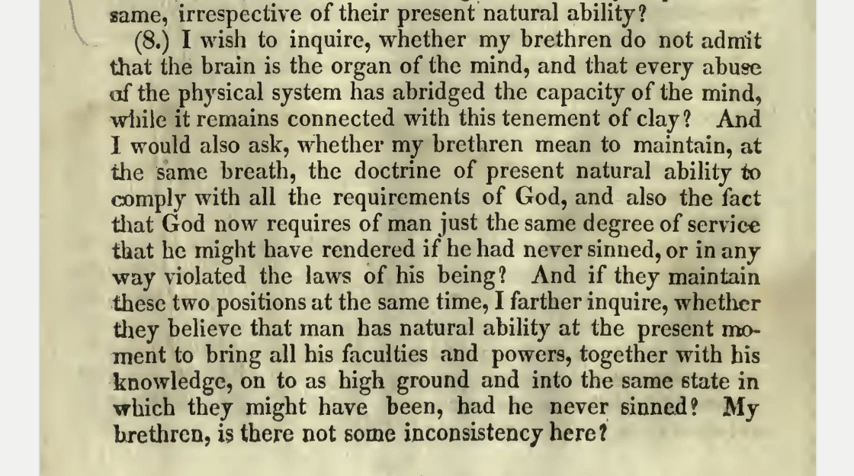 same, irrespective of their present natural ability?
(8.) I wish to inquire, whether my brethren do not admit
that the brain is the organ of the mind, and that every abuse
of the physical system has abridged the capacity of the mind,
while it remains connected with this tenement of clay? And
I would also ask, whether my brethren mean to maintain, at
the same breath, the doctrine of present natural ability to
comply with all the requirements of God, and also the fact
that God now requires of man just the same degree of service
that he might have rendered if he had never sinned, or in any
way violated the laws of his being? And if they maintain
these two positions at the same time, I farther inquire, whether
they believe that man has natural ability at the present mo-
ment to bring all his faculties and powers, together with his
knowledge, on to as high ground and into the same state in
which they might have been, had he never sinned? My
brethren, is there not some inconsistency here?